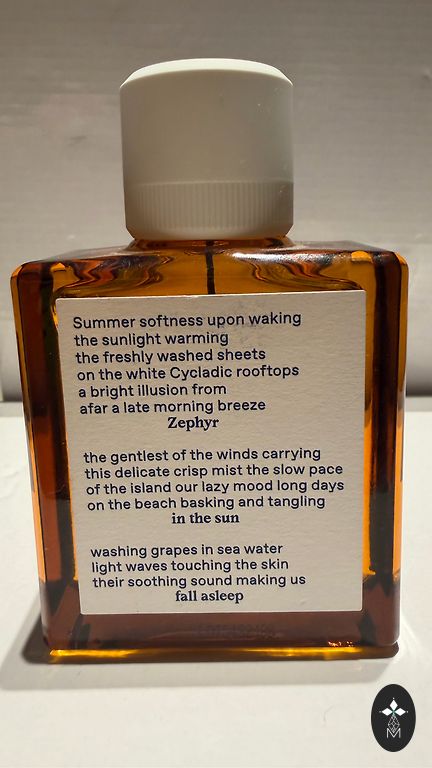 Summer softness upon waking
the sunlight warming
the freshly washed sheets
on the white Cycladic rooftops
a bright illusion from
afar a late morning breeze
Zephyr
the gentlest of the winds carrying
this delicate crisp mist the slow pace
of the island our lazy mood long days
on the beach basking and tangling
in the sun
washing grapes in sea water
light waves touching the skin
their soothing sound making us
fall asleep
M